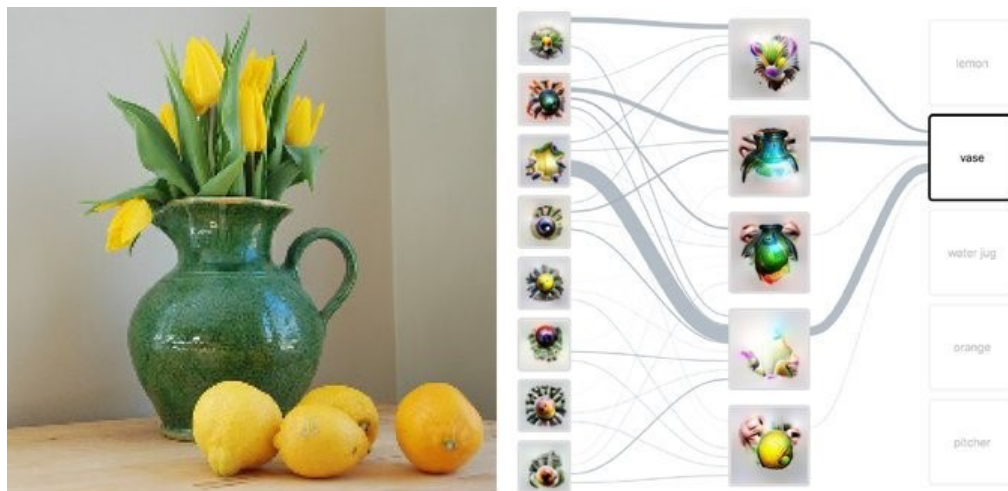 lemon
vase
water jug
orange
pitcher